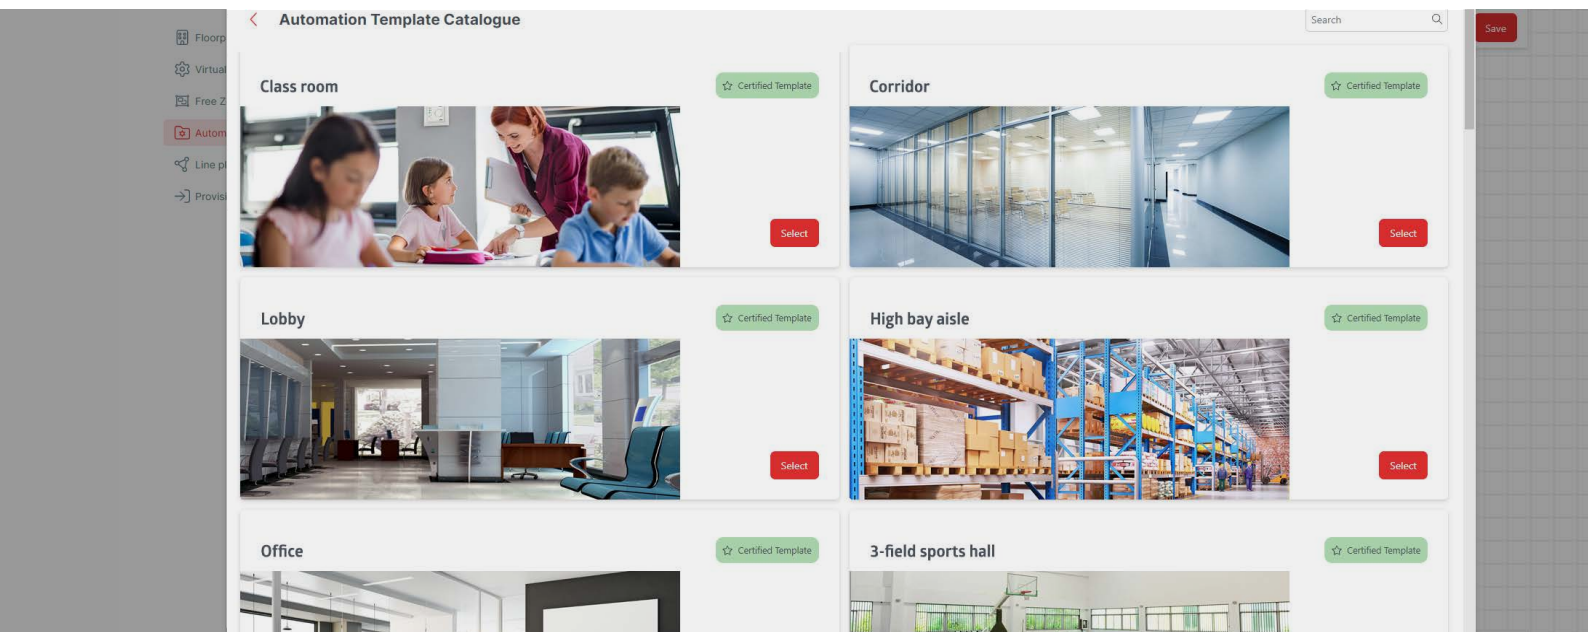 Automation Template Catalogue
Search
Save
Floorp
Virtual
Free Z
Autom
Line pl
Provisi
Class room
Certified Template
Select
Corridor
Certified Template
Select
Lobby
Certified Template
Select
High bay aisle
Certified Template
Select
Office
Certified Template
3-field sports hall
Certified Template